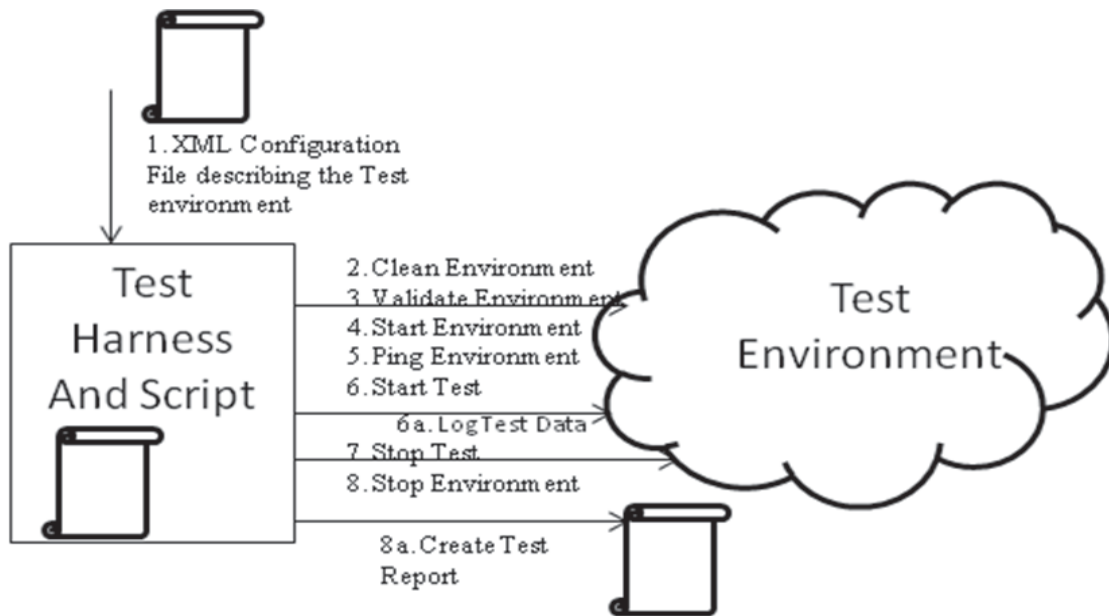 1. XML Configuration
File describing the Test
environment
Test
Harness
And Script
2. Clean Environment
3. Validate Environment
4. Start Environment
5. Ping Environment
6. Start Test
6a. Log Test Data
7. Stop Test
8. Stop Environment
8a. Create Test
Report
Test
Environment